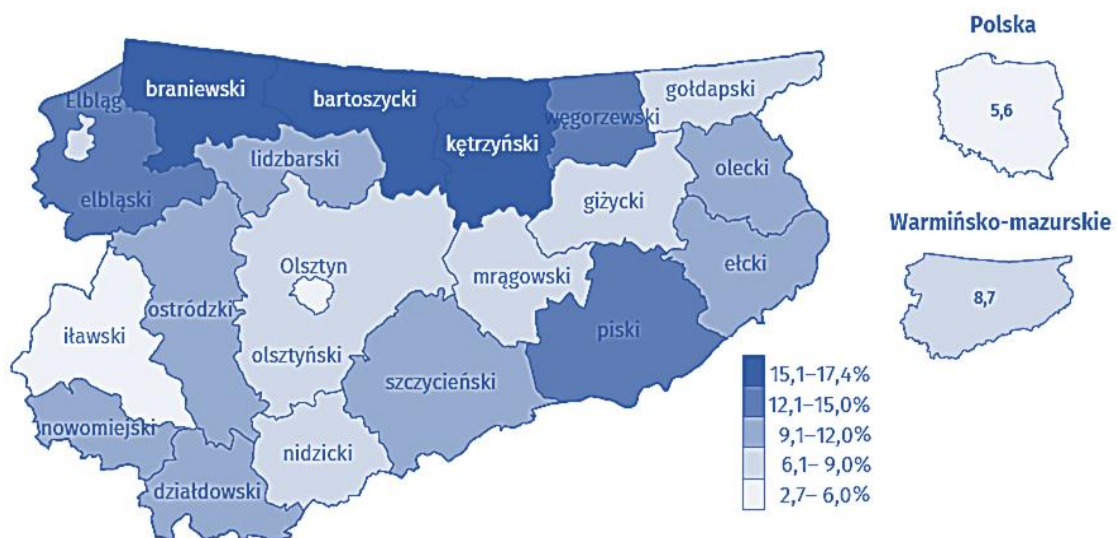 Polska
5,6
Warmińsko-mazurskie
8,7
Elbląg
braniewski
bartoszycki
kętrzyński
węgorzewski
gołdapski
lidzbarski
elbląski
olecki
giżycki
ełcki
Olsztyn
mrągowski
ostródzki
iławski
olsztyński
piski
szczycieński
nowomiejski
nidzicki
działdowski
15,1–17,4%
12,1–15,0%
9,1–12,0%
6,1– 9,0%
2,7– 6,0%